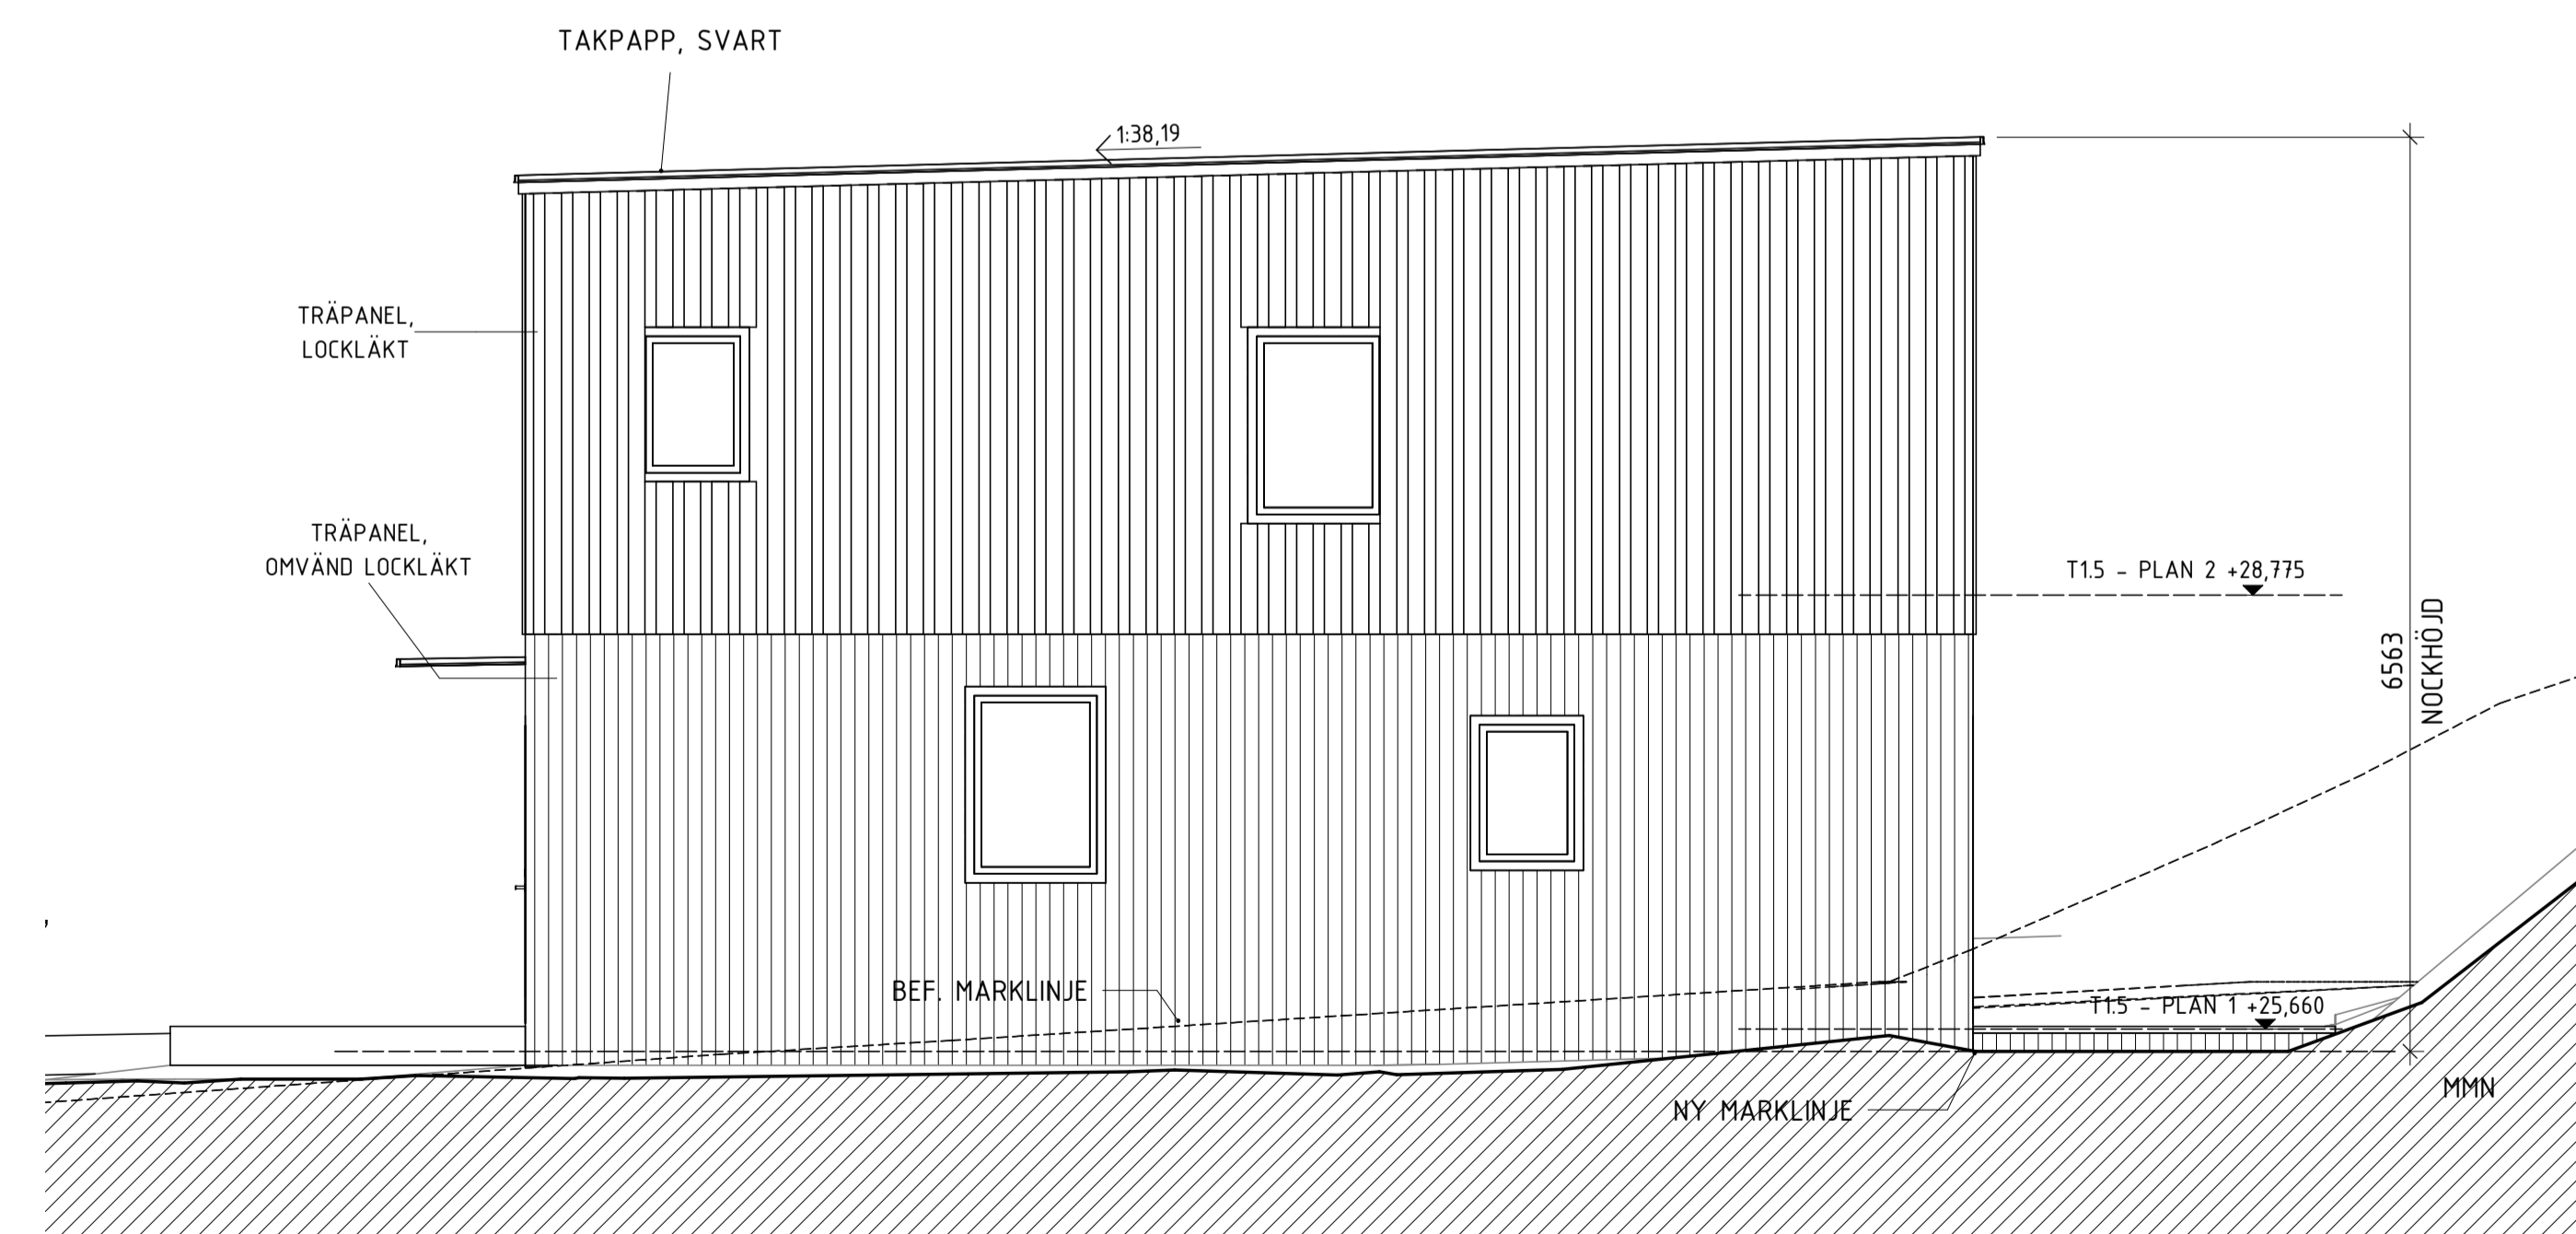 TAKPAPP, SVART
1:38,19
TRÄPANEL,
LOCKLÄKT
TRÄPANEL,
OMVÄND LOCKLÄKT
T1.5 - PLAN 2 +28,775
6563
NOCKHÖJD
,
BEF. MARKLINJE
T1.5 - PLAN 1 +25,660
MMN
NY MARKLINJE